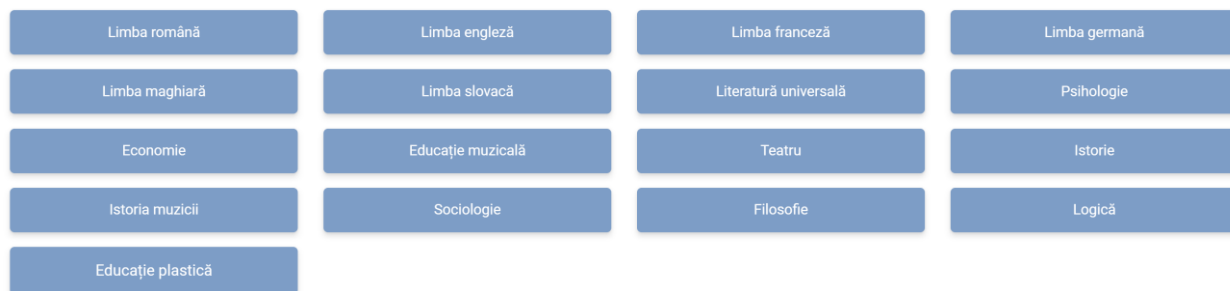 Limba română
Limba engleză
Limba franceză
Limba germană
Limba maghiară
Limba slovacă
Literatură universală
Psihologie
Economie
Educație muzicală
Teatru
Istorie
Istoria muzicii
Sociologie
Filosofie
Logică
Educație plastică